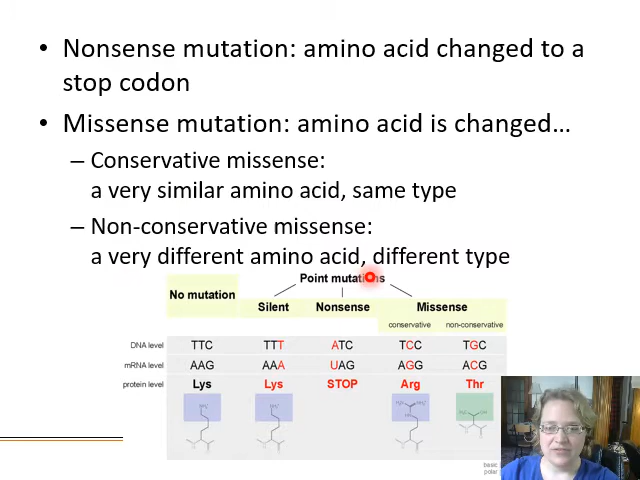 • Nonsense mutation: amino acid changed to a
stop codon
• Missense mutation: amino acid is changed…
– Conservative missense:
a very similar amino acid, same type
– Non-conservative missense:
a very different amino acid, different type
Point mutations
No mutation
Silent Nonsense Missense
conservative non-conservative
DNA level TTC TTT ATC TCC TGC
mRNA level AAG AAA UAG AGG ACG
protein level Lys Lys STOP Arg Thr
basic
polar